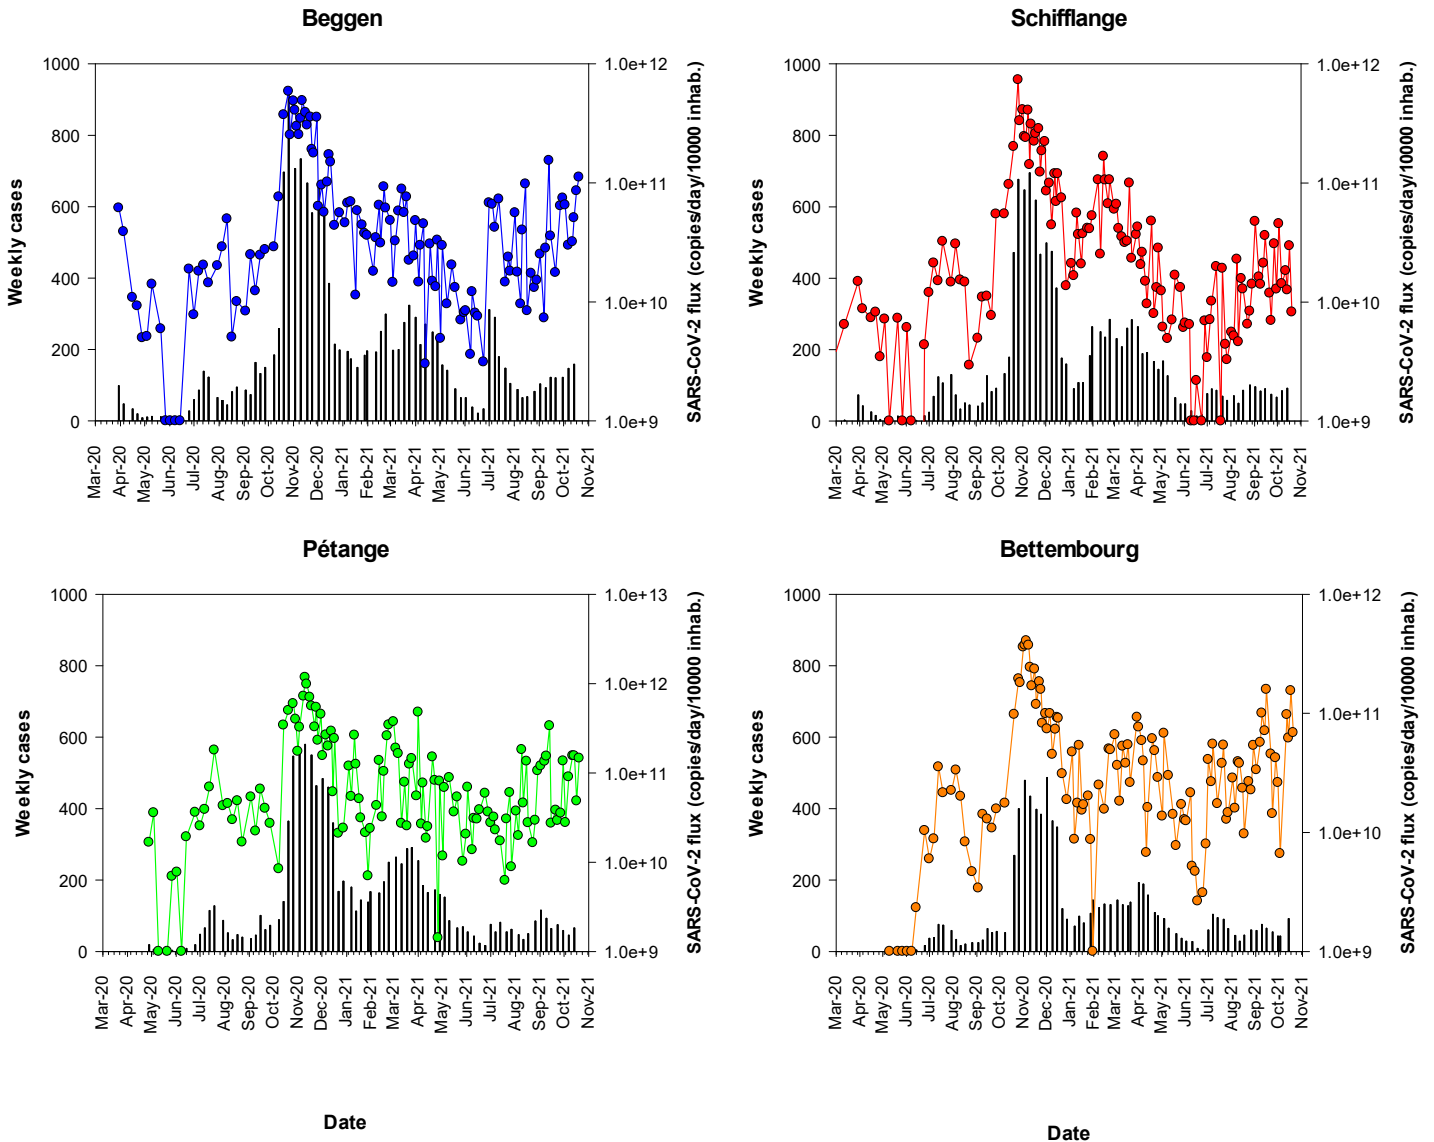 Beggen
Weekly cases
1000
800
600
400
200
0
1.0e+12
1.0e+11
1.0e+10
1.0e+9
SARS-CoV-2 flux (copies/day/10000 inhab.)
Mar-20
Apr-20
May-20
Jun-20
Jul-20
Aug-20
Sep-20
Oct-20
Nov-20
Dec-20
Jan-21
Feb-21
Mar-21
Apr-21
May-21
Jun-21
Jul-21
Aug-21
Sep-21
Oct-21
Nov-21
Schifflange
Weekly cases
1000
800
600
400
200
0
1.0e+12
1.0e+11
1.0e+10
1.0e+9
SARS-CoV-2 flux (copies/day/10000 inhab.)
Mar-20
Apr-20
May-20
Jun-20
Jul-20
Aug-20
Sep-20
Oct-20
Nov-20
Dec-20
Jan-21
Feb-21
Mar-21
Apr-21
May-21
Jun-21
Jul-21
Aug-21
Sep-21
Oct-21
Nov-21
Pétange
Weekly cases
1000
800
600
400
200
0
1.0e+13
1.0e+12
1.0e+11
1.0e+10
1.0e+9
SARS-CoV-2 flux (copies/day/10000 inhab.)
Mar-20
Apr-20
May-20
Jun-20
Jul-20
Aug-20
Sep-20
Oct-20
Nov-20
Dec-20
Jan-21
Feb-21
Mar-21
Apr-21
May-21
Jun-21
Jul-21
Aug-21
Sep-21
Oct-21
Nov-21
Date
Bettembourg
Weekly cases
1000
800
600
400
200
0
1.0e+12
1.0e+11
1.0e+10
1.0e+9
SARS-CoV-2 flux (copies/day/10000 inhab.)
Mar-20
Apr-20
May-20
Jun-20
Jul-20
Aug-20
Sep-20
Oct-20
Nov-20
Dec-20
Jan-21
Feb-21
Mar-21
Apr-21
May-21
Jun-21
Jul-21
Aug-21
Sep-21
Oct-21
Nov-21
Date